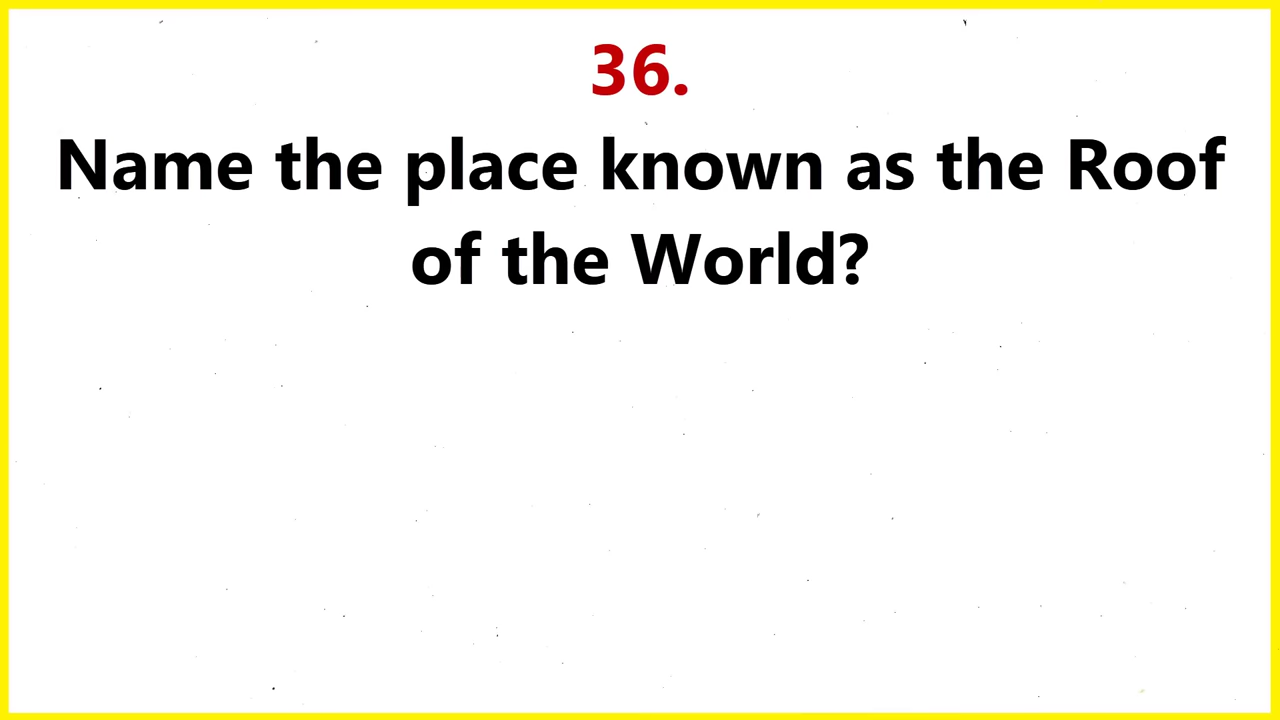 36.
Name the place known as the Roof
of the World?